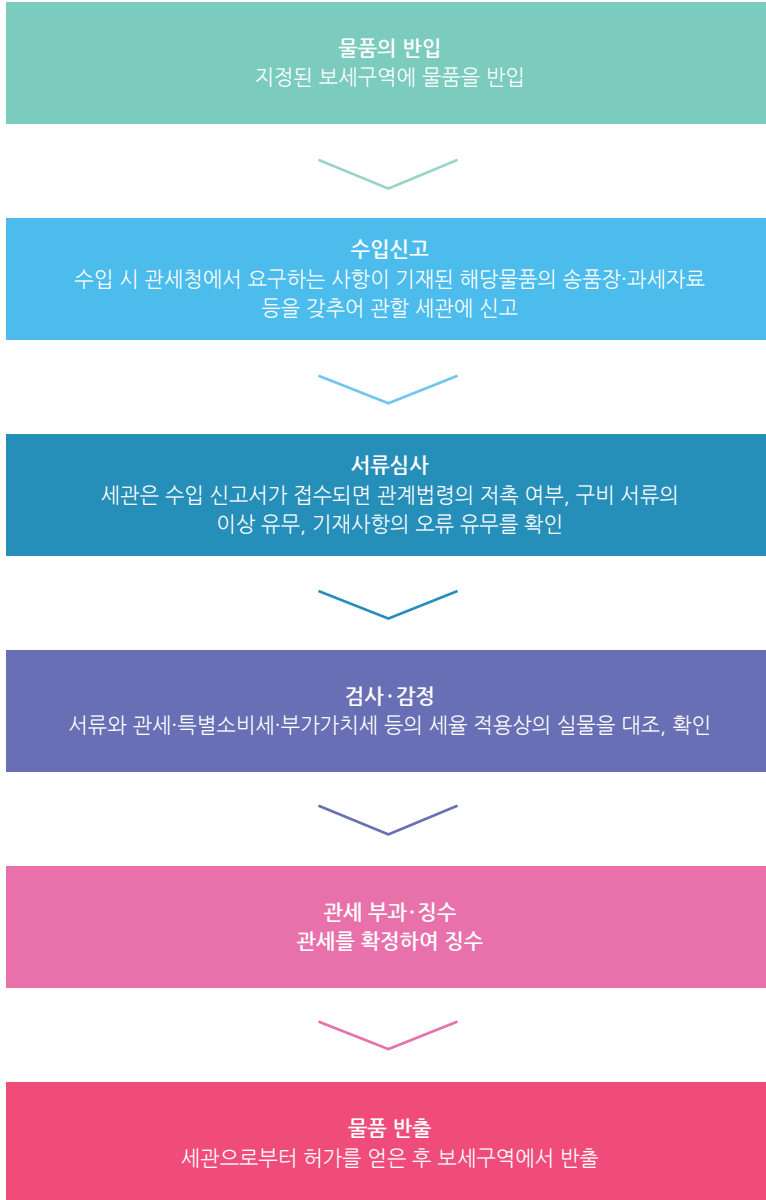 물품의 반입
지정된 보세구역에 물품을 반입
수입신고
수입 시 관세청에서 요구하는 사항이 기재된 해당물품의 송품장·과세자료
등을 갖추어 관할 세관에 신고
서류심사
세관은 수입 신고서가 접수되면 관계법령의 저촉 여부, 구비 서류의
이상 유무, 기재사항의 오류 유무를 확인
검사·감정
서류와 관세·특별소비세·부가가치세 등의 세율 적용상의 실물을 대조, 확인
관세 부과·징수
관세를 확정하여 징수
물품 반출
세관으로부터 허가를 얻은 후 보세구역에서 반출